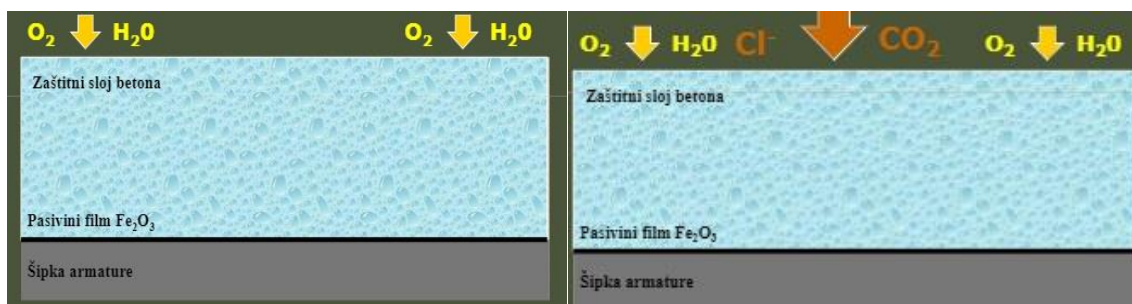 O₂ H₂0 O₂ H₂0
Zaštitni sloj betona
Pasivini film Fe₂O₃
Šipka armature
O₂ H₂0 Cl⁻ CO₂ O₂ H₂0
Zaštitni sloj betona
Pasivini film Fe₂O₃
Šipka armature